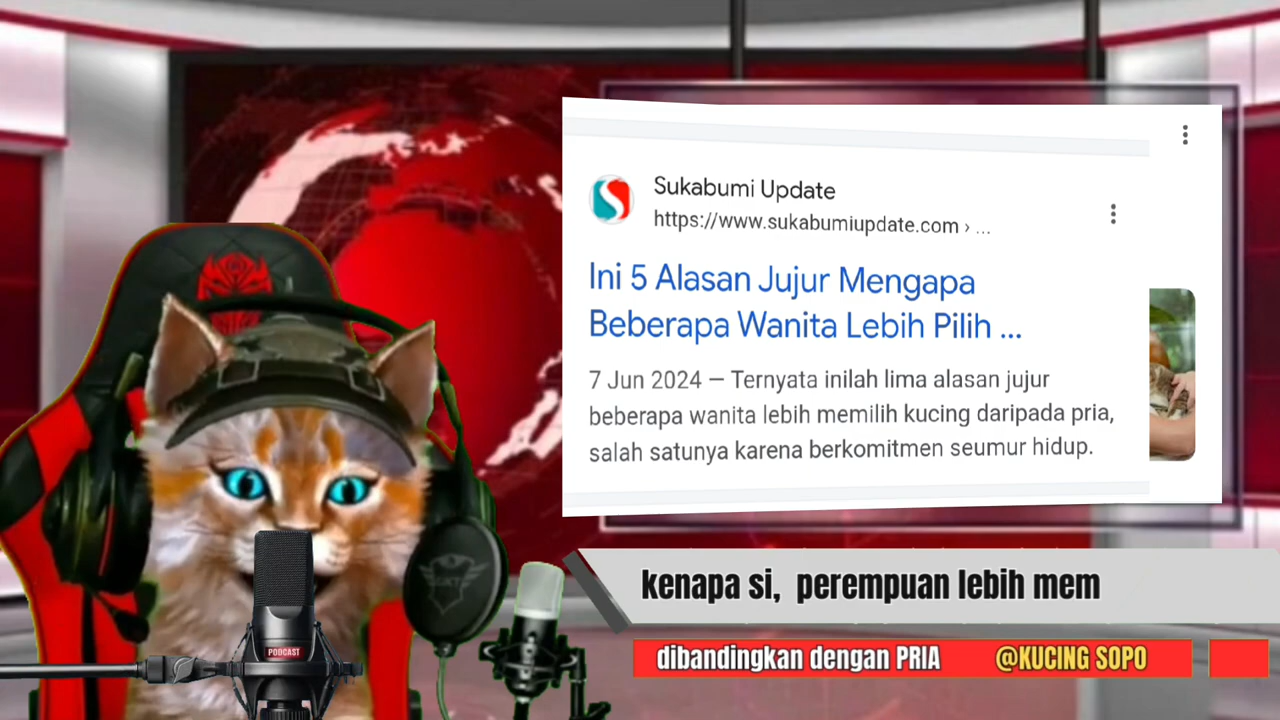 Sukabumi Update
https://www.sukabumiupdate.com › ...
Ini 5 Alasan Jujur Mengapa
Beberapa Wanita Lebih Pilih ...
7 Jun 2024 — Ternyata inilah lima alasan jujur
beberapa wanita lebih memilih kucing daripada pria,
salah satunya karena berkomitmen seumur hidup.
kenapa si, perempuan lebih mem
dibandingkan dengan PRIA @KUCING SOPO
PODCAST